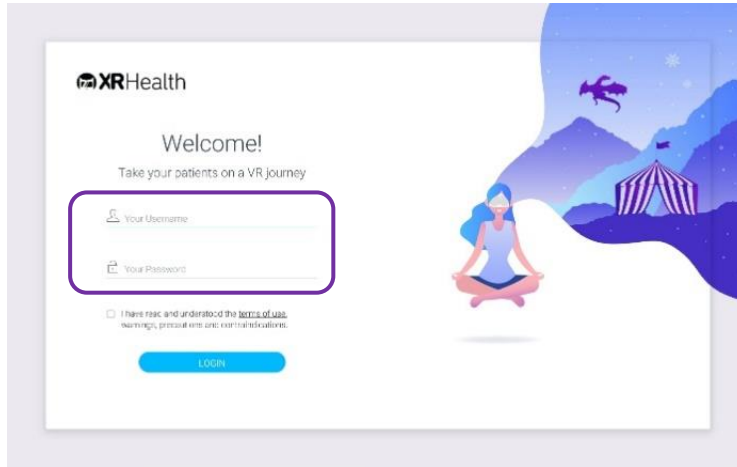 XRHealth
Welcome!
Take your patients on a VR journey
Your Username
Your Password
I have read and understood the terms of use,
warnings, precautions and contraindications.
LOGIN